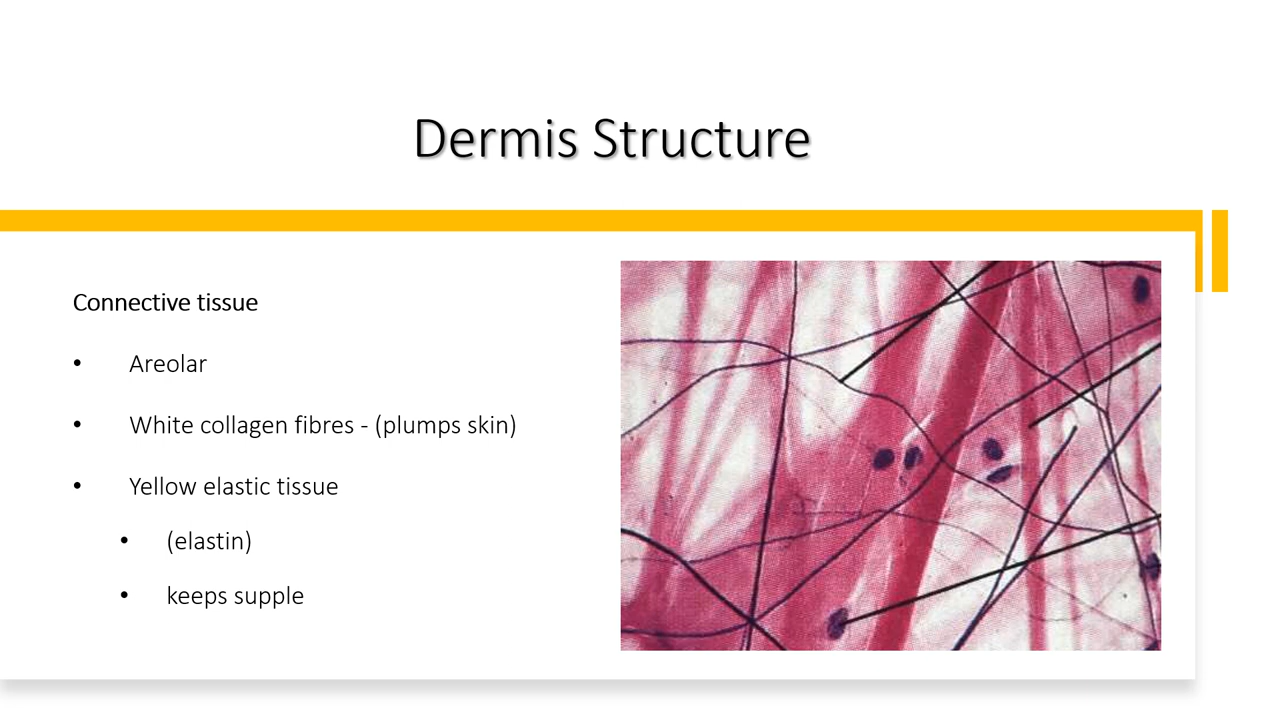 Dermis Structure
Connective tissue
• Areolar
• White collagen fibres - (plumps skin)
• Yellow elastic tissue
• (elastin)
• keeps supple